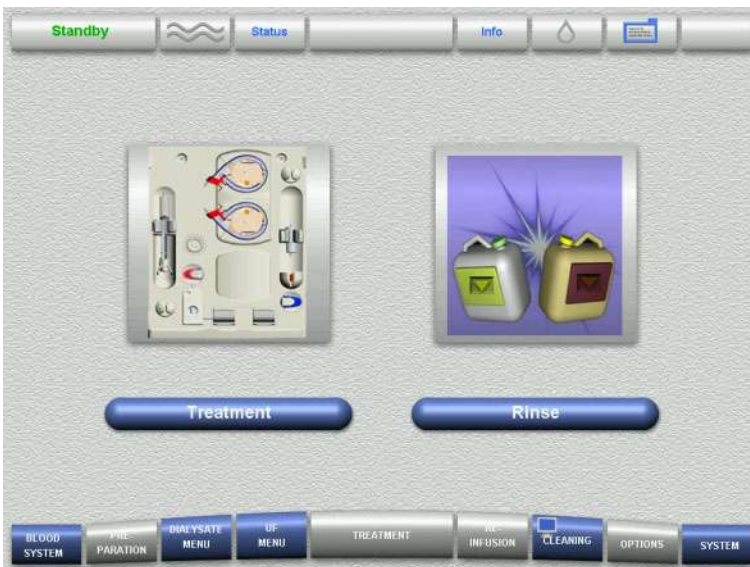 Standby
Status
Info
Treatment
Rinse
BLOOD
SYSTEM
PRE-
PARATION
DIALYSATE
MENU
UF
MENU
TREATMENT
RE-
INFUSION
CLEANING
OPTIONS
SYSTEM